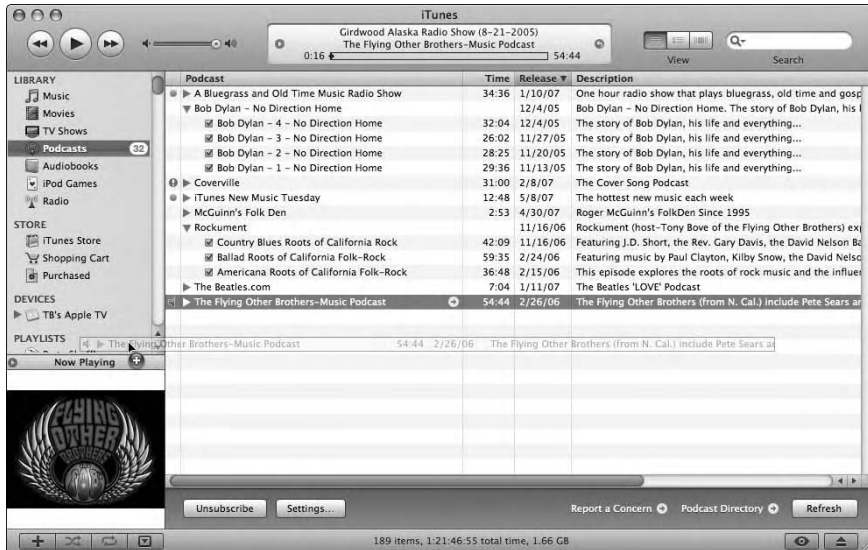 iTunes
Girdwood Alaska Radio Show (8-21-2005)
The Flying Other Brothers-Music Podcast
0:16
54:44
View
Search
LIBRARY
Music
Movies
TV Shows
Podcasts 32
Audiobooks
iPod Games
Radio
STORE
iTunes Store
Shopping Cart
Purchased
DEVICES
TB's Apple TV
PLAYLISTS
Now Playing
FLYING OTHER BROTHERS
Podcast Time Release Description
A Bluegrass and Old Time Music Radio Show 34:36 1/10/07 One hour radio show that plays bluegrass, old time and gosp
Bob Dylan - No Direction Home 12/4/05 Bob Dylan - No Direction Home. The story of Bob Dylan, his l
Bob Dylan - 4 - No Direction Home 32:04 12/4/05 The story of Bob Dylan, his life and everything...
Bob Dylan - 3 - No Direction Home 26:02 11/27/05 The story of Bob Dylan, his life and everything...
Bob Dylan - 2 - No Direction Home 28:25 11/20/05 The story of Bob Dylan, his life and everything...
Bob Dylan - 1 - No Direction Home 29:36 11/13/05 The story of Bob Dylan, his life and everything...
Coverville 31:00 2/8/07 The Cover Song Podcast
iTunes New Music Tuesday 12:48 5/8/07 The hottest new music each week
McGuinn's Folk Den 2:53 4/30/07 Roger McGuinn's FolkDen Since 1995
Rockument 11/16/06 Rockument (host-Tony Bove of the Flying Other Brothers) exp
Country Blues Roots of California Rock 42:09 11/16/06 Featuring J.D. Short, the Rev. Gary Davis, the David Nelson Ba
Ballad Roots of California Folk-Rock 59:35 2/24/06 Featuring music by Paul Clayton, Kilby Snow, the David Nelso
Americana Roots of California Folk-Rock 36:48 2/15/06 This episode explores the roots of rock music and the influen
The Beatles.com 7:04 1/11/07 The Beatles 'LOVE' Podcast
The Flying Other Brothers-Music Podcast 54:44 2/26/06 The Flying Other Brothers (from N. Cal.) include Pete Sears an
The Flying Other Brothers-Music Podcast 54:44 2/26/06 The Flying Other Brothers (from N. Cal.) include Pete Sears an
Unsubscribe
Settings...
Report a Concern
Podcast Directory
Refresh
189 items, 1:21:46:55 total time, 1.66 GB